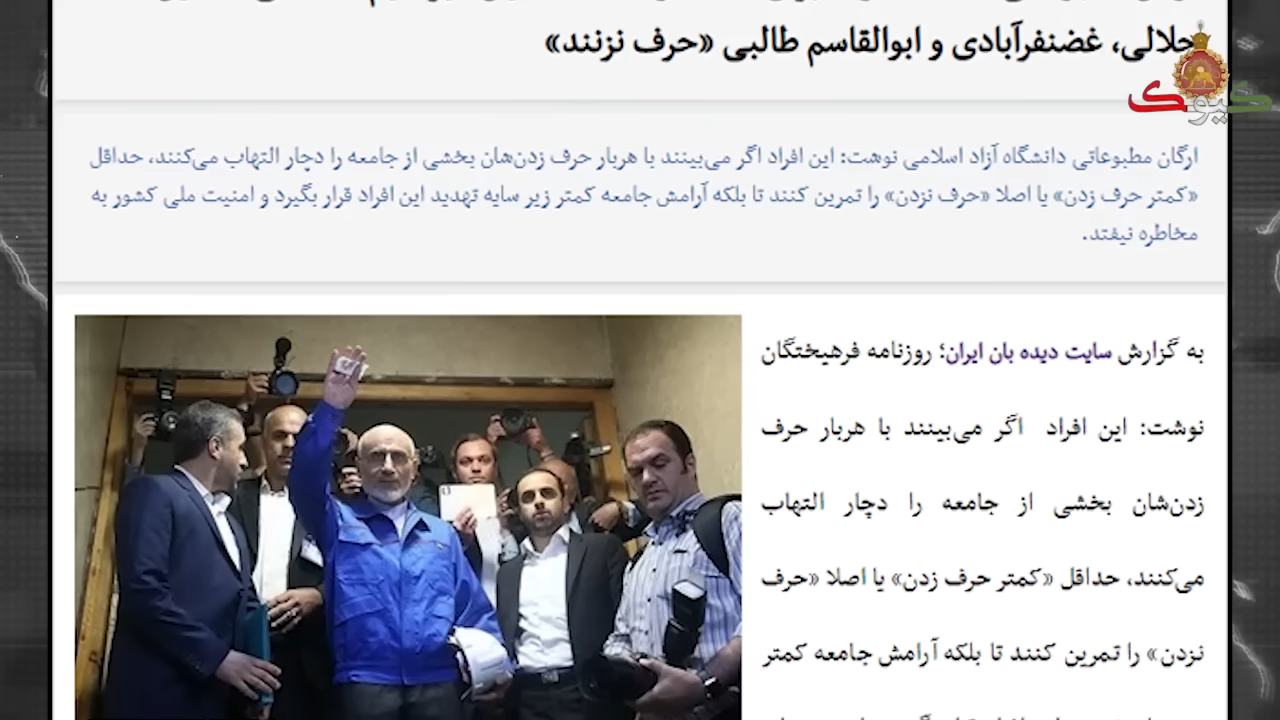 جلالی، غضنفرآبادی و ابوالقاسم طالبی «حرف نزنند»
کیوک
ارگان مطبوعاتی دانشگاه آزاد اسلامی نوشت: این افراد اگر می‌بینند با هربار حرف زدن‌شان بخشی از جامعه را دچار التهاب می‌کنند، حداقل
«کمتر حرف زدن» یا اصلا «حرف نزدن» را تمرین کنند تا بلکه آرامش جامعه کمتر زیر سایه تهدید این افراد قرار بگیرد و امنیت ملی کشور به
مخاطره نیفتد.
به گزارش سایت دیده بان ایران؛ روزنامه فرهیختگان
نوشت: این افراد اگر می‌بینند با هربار حرف
زدن‌شان بخشی از جامعه را دچار التهاب
می‌کنند، حداقل «کمتر حرف زدن» یا اصلا «حرف
نزدن» را تمرین کنند تا بلکه آرامش جامعه کمتر